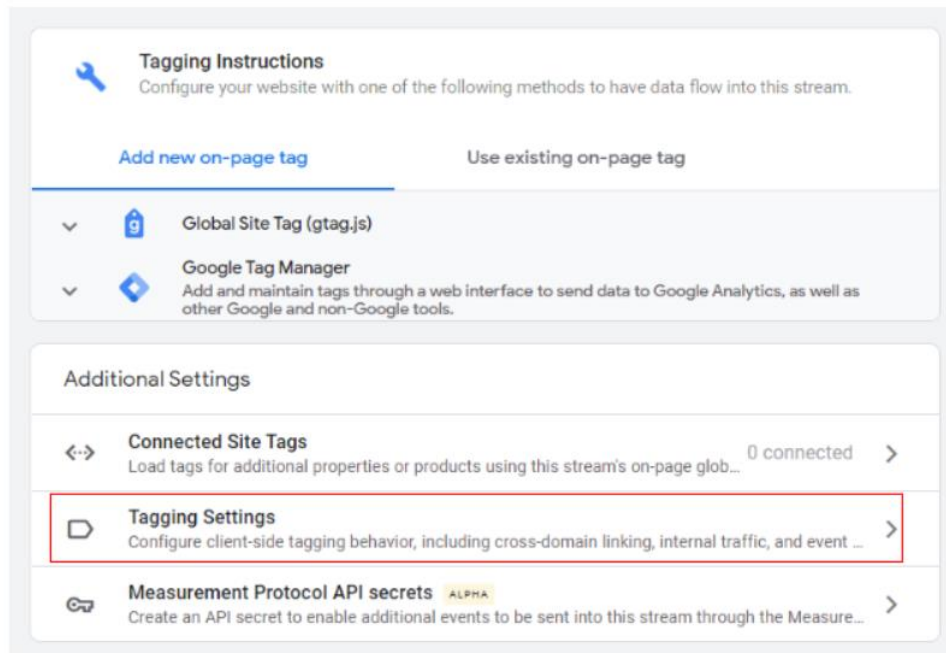 Tagging Instructions
Configure your website with one of the following methods to have data flow into this stream.
Add new on-page tag
Use existing on-page tag
g
Global Site Tag (gtag.js)
Google Tag Manager
Add and maintain tags through a web interface to send data to Google Analytics, as well as
other Google and non-Google tools.
Additional Settings
Connected Site Tags
Load tags for additional properties or products using this stream's on-page glob...
0 connected
Tagging Settings
Configure client-side tagging behavior, including cross-domain linking, internal traffic, and event ...
Measurement Protocol API secrets ALPHA
Create an API secret to enable additional events to be sent into this stream through the Measure...